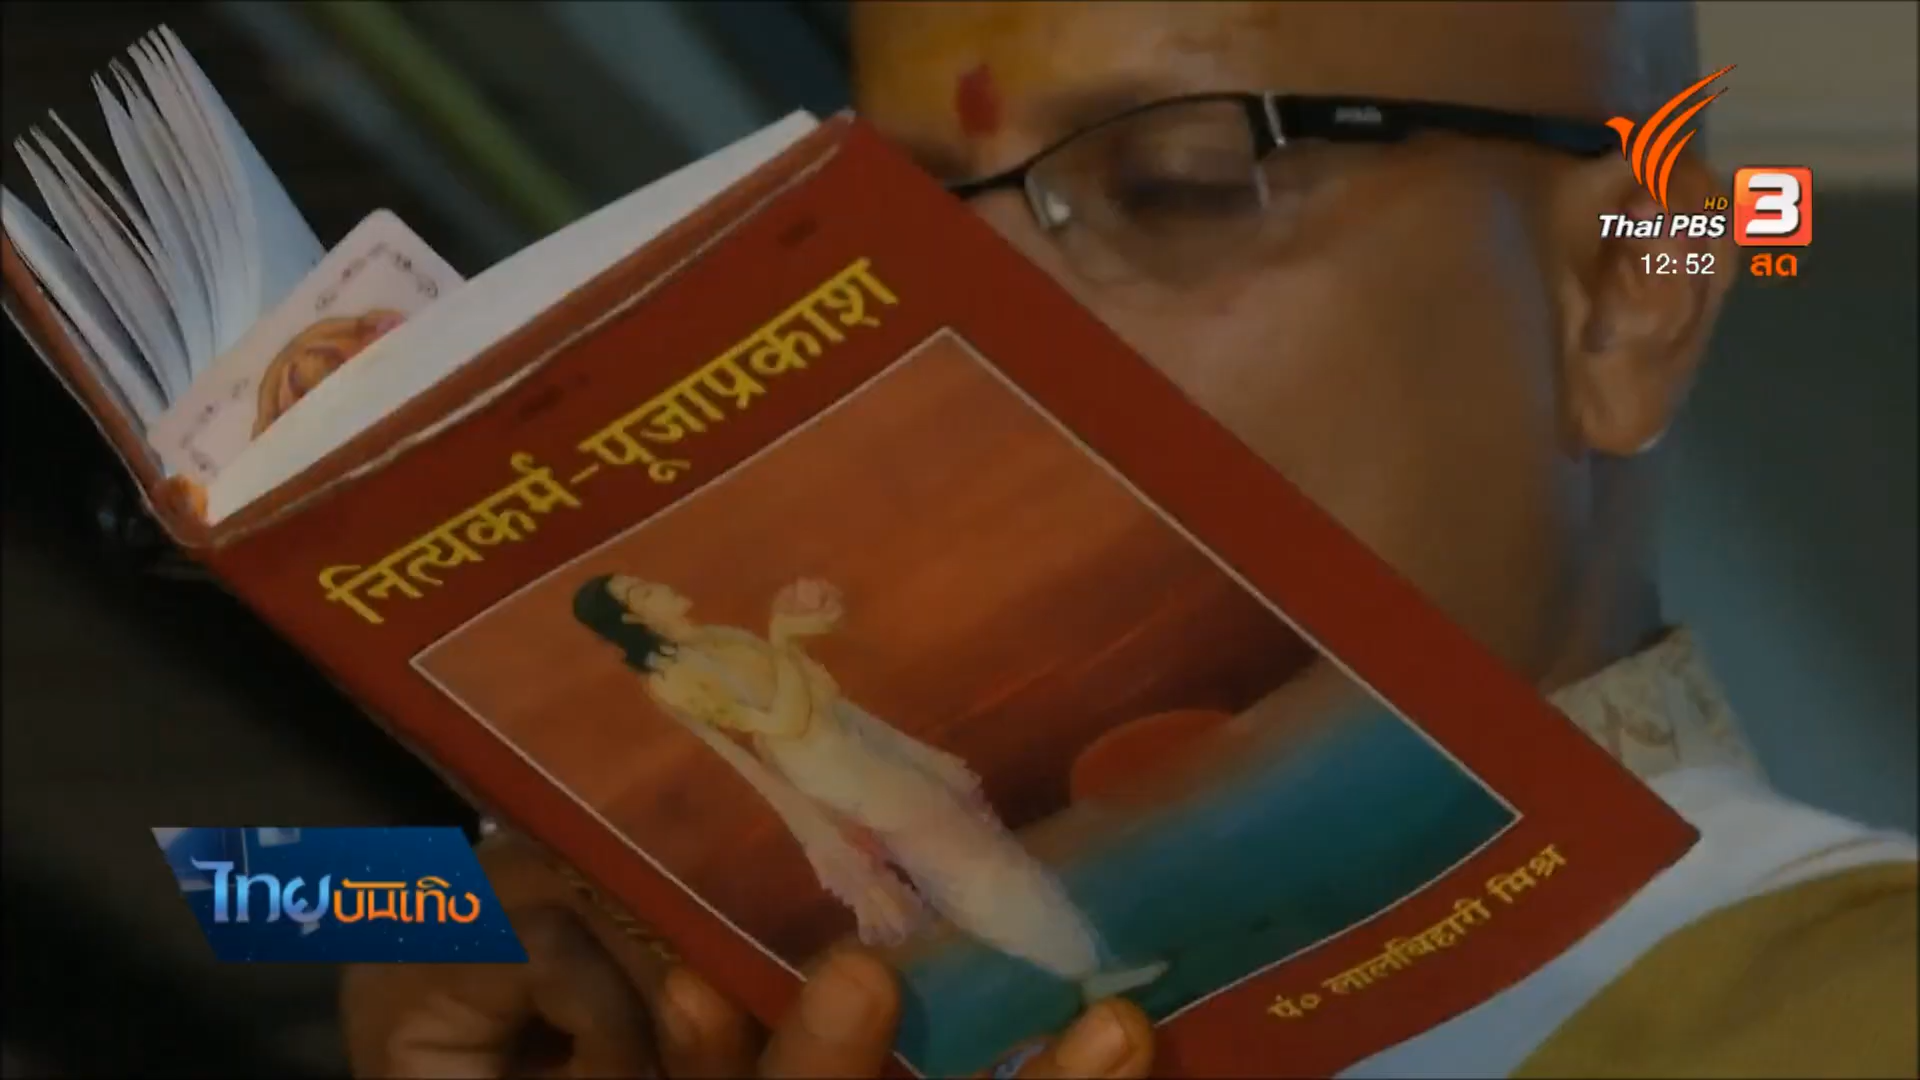 नित्यकर्म-पूजाप्रकाश
पं० लालबिहारी मिश्र
HD
Thai PBS 3
12:52 สด
ไทยบันเทิง